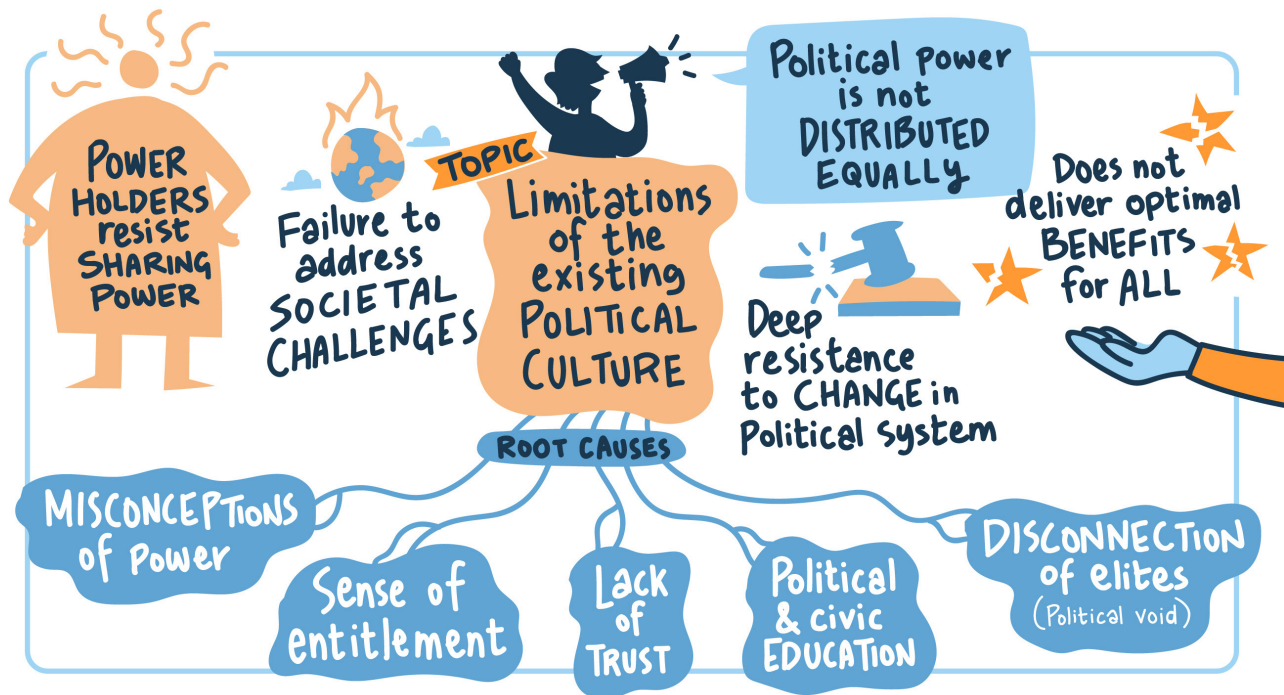 POWER
HOLDERS
resist
SHARING
POWER
Failure to
address
SOCIETAL
CHALLENGES
TOPIC
Limitations
of the
existing
POLITICAL
CULTURE
Political power
is not
DISTRIBUTED
EQUALLY
Deep
resistance
to CHANGE in
Political system
Does not
deliver optimal
BENEFITS
for ALL
ROOT CAUSES
MISCONCEPTIONS
of Power
Sense of
entitlement
Lack
of
TRUST
Political
& civic
EDUCATION
DISCONNECTION
of elites
(Political void)